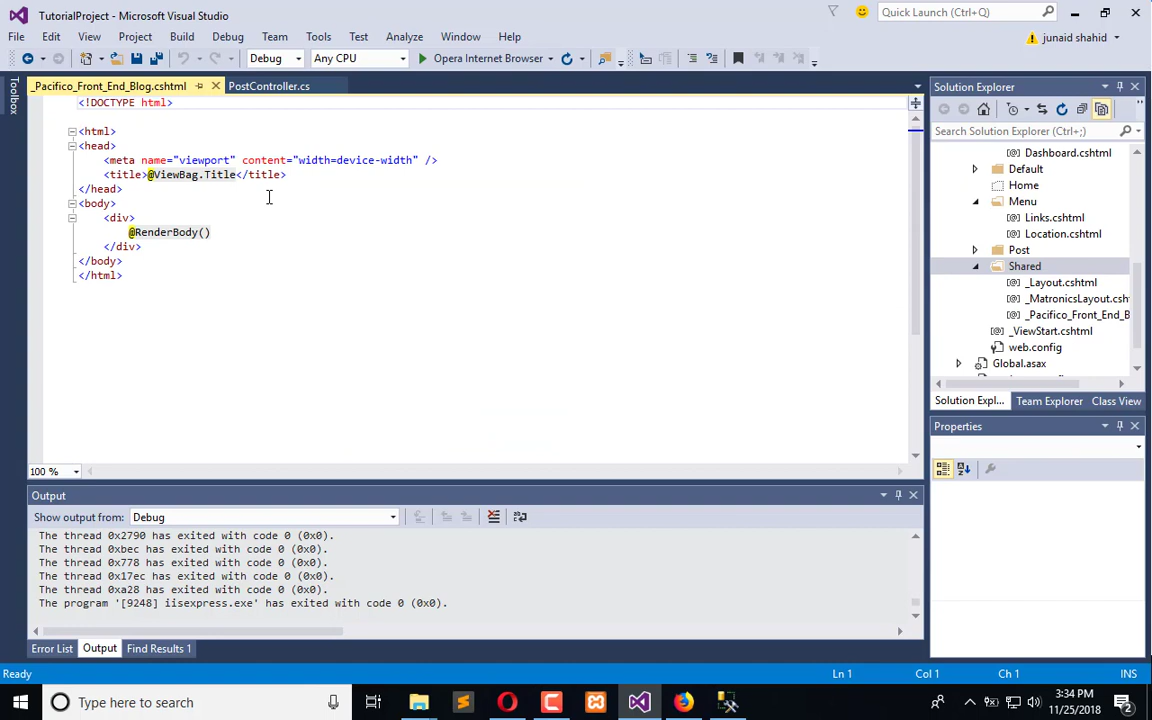 TutorialProject - Microsoft Visual Studio
Quick Launch (Ctrl+Q)
File Edit View Project Build Debug Team Tools Test Analyze Window Help
junaid shahid
Debug Any CPU Opera Internet Browser
Toolbox
_Pacifico_Front_End_Blog.cshtml PostController.cs
<!DOCTYPE html>
<html>
<head>
<meta name="viewport" content="width=device-width" />
<title>@ViewBag.Title</title>
</head>
<body>
<div>
@RenderBody()
</div>
</body>
</html>
100 %
Solution Explorer
Search Solution Explorer (Ctrl+;)
Dashboard.cshtml
Default
Home
Menu
Links.cshtml
Location.cshtml
Post
Shared
_Layout.cshtml
_MatronicsLayout.csht
_Pacifico_Front_End_B
_ViewStart.cshtml
web.config
Global.asax
Solution Expl... Team Explorer Class View
Properties
Output
Show output from: Debug
The thread 0x2790 has exited with code 0 (0x0).
The thread 0xbec has exited with code 0 (0x0).
The thread 0x778 has exited with code 0 (0x0).
The thread 0x17ec has exited with code 0 (0x0).
The thread 0xa28 has exited with code 0 (0x0).
The program '[9248] iisexpress.exe' has exited with code 0 (0x0).
Error List Output Find Results 1
Ready Ln 1 Col 1 Ch 1 INS
Type here to search
3:34 PM
11/25/2018
2